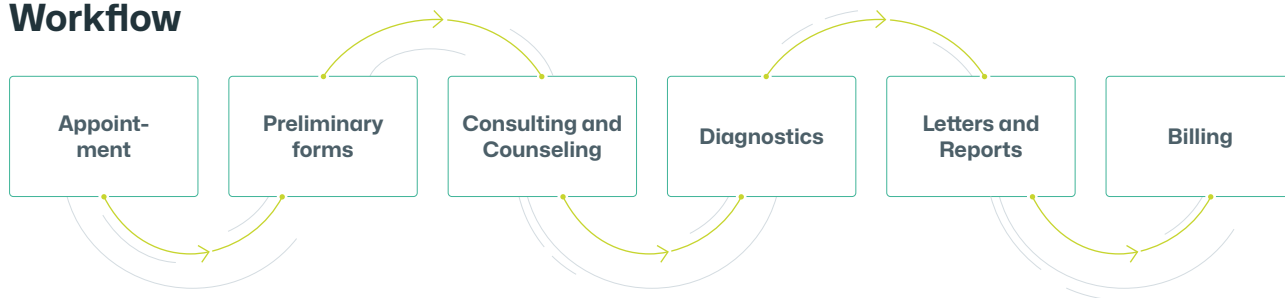 Workflow
Appoint-
ment
Preliminary
forms
Consulting and
Counseling
Diagnostics
Letters and
Reports
Billing